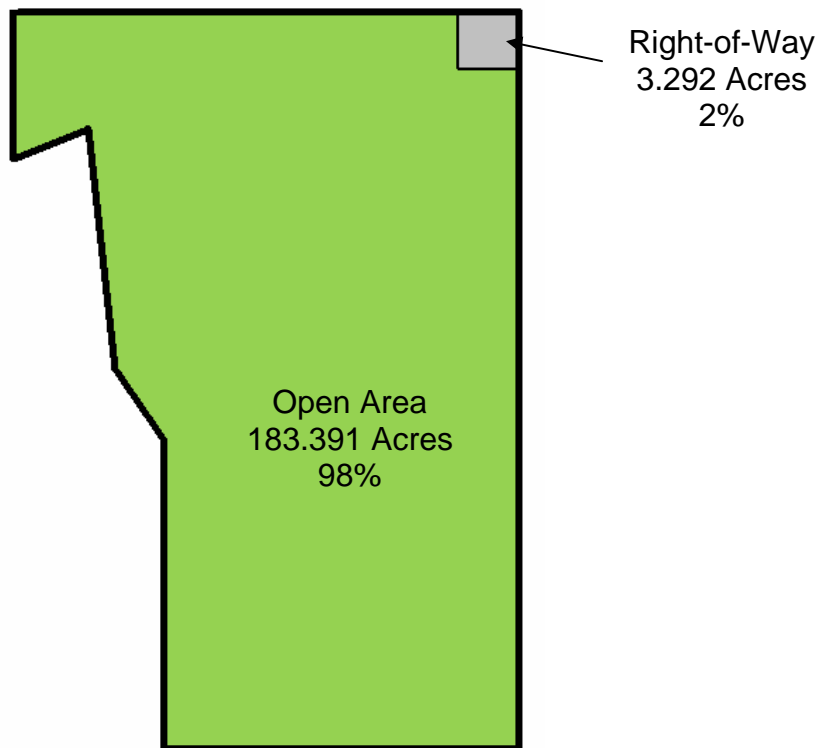 Right-of-Way
3.292 Acres
2%
Open Area
183.391 Acres
98%